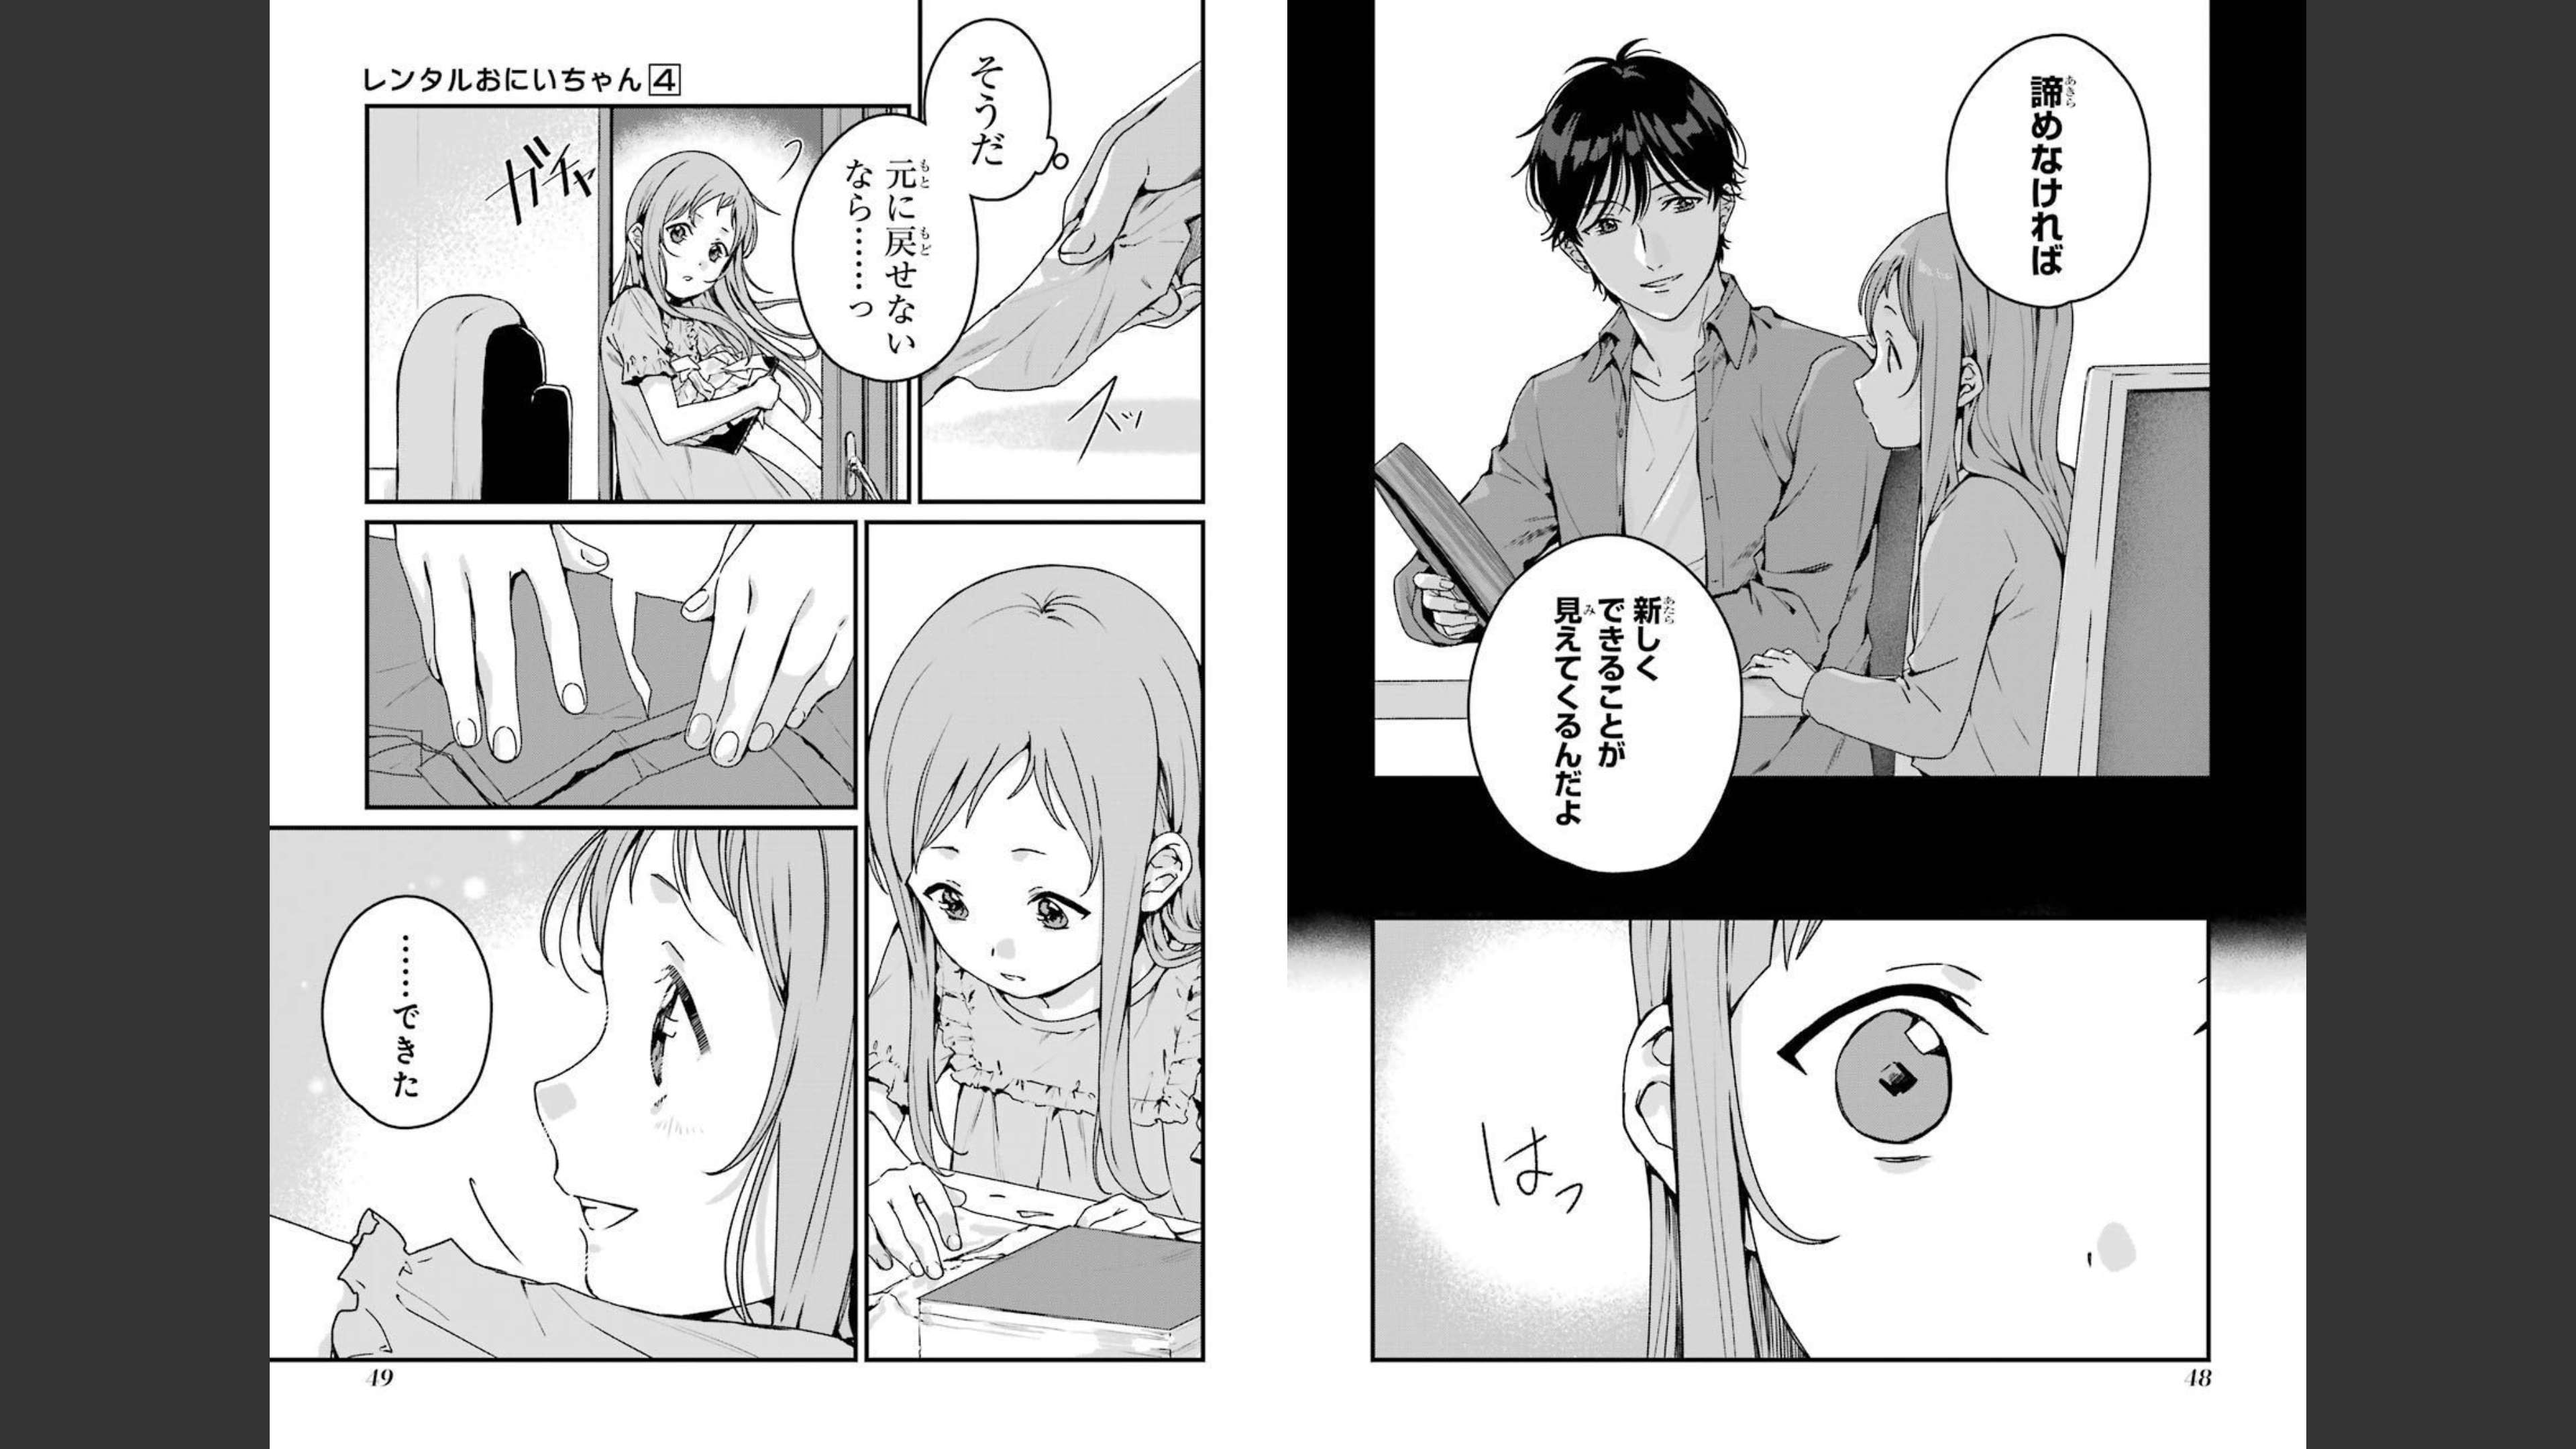 諦めなければ
新しく
できることが
見えてくるんだよ
はっ
48
レンタルおにいちゃん4
そうだ
スッ
元に戻せない
なら……っ
ガチャ
……できた
49